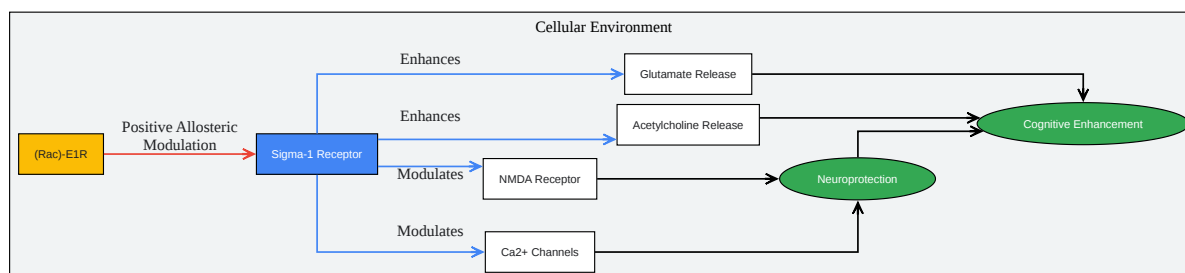 Cellular Environment
Enhances
Glutamate Release
Enhances
Acetylcholine Release
Cognitive Enhancement
Positive Allosteric
Modulation
(Rac)-E1R
Sigma-1 Receptor
Modulates
NMDA Receptor
Neuroprotection
Modulates
Ca2+ Channels